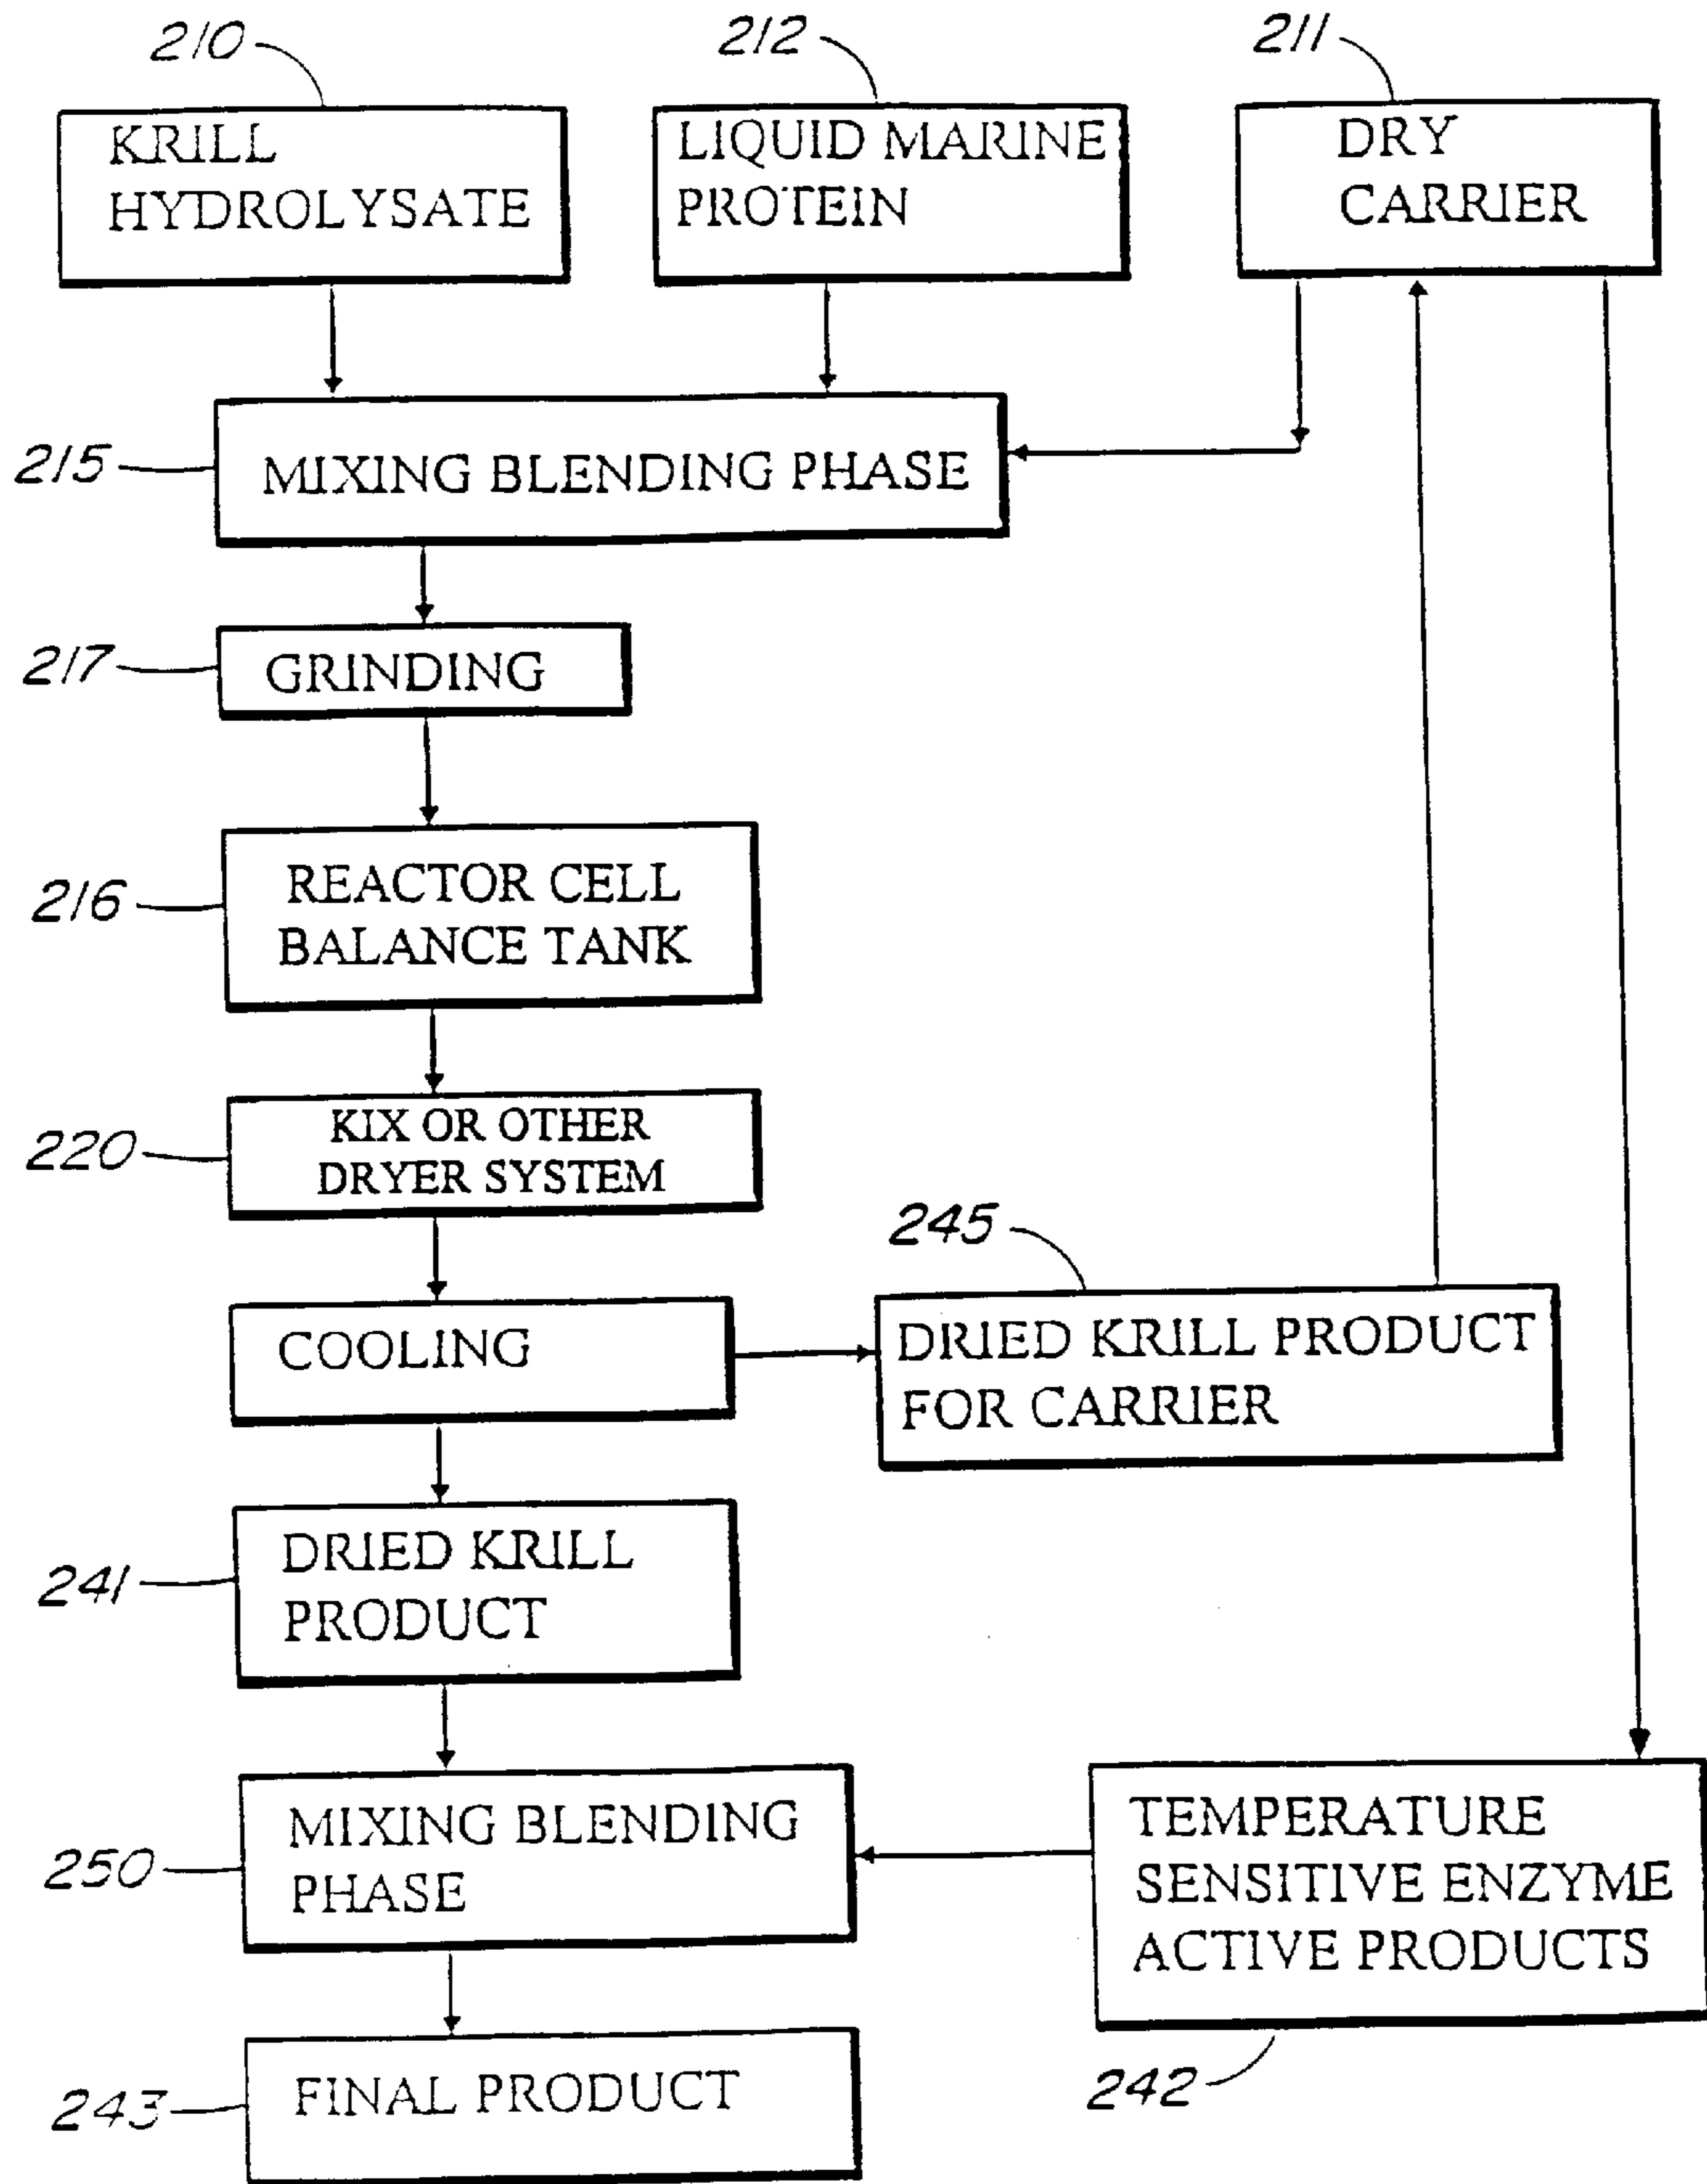 210
212
211
KRILL
HYDROLYSATE
LIQUID MARINE
PROTEIN
DRY
CARRIER
215
MIXING BLENDING PHASE
217
GRINDING
216
REACTOR CELL
BALANCE TANK
220
KIX OR OTHER
DRYER SYSTEM
245
COOLING
DRIED KRILL PRODUCT
FOR CARRIER
241
DRIED KRILL
PRODUCT
250
MIXING BLENDING
PHASE
TEMPERATURE
SENSITIVE ENZYME
ACTIVE PRODUCTS
242
243
FINAL PRODUCT